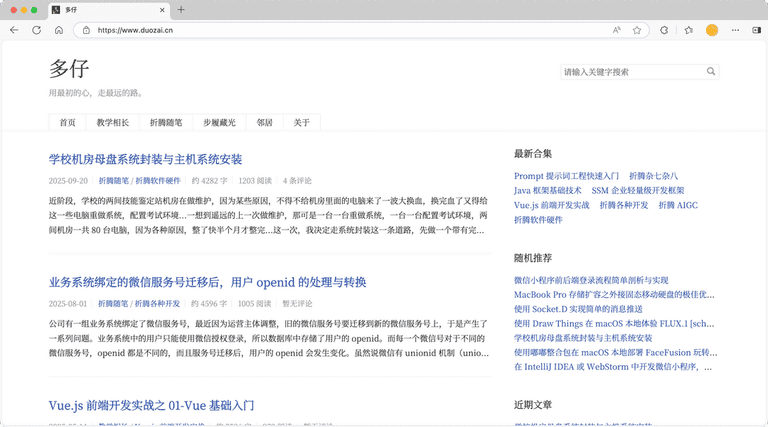 多仔
https://www.duozai.cn
多仔
用最初的心，走最远的路。
请输入关键字搜索
首页 教学相长 折腾随笔 步履藏光 邻居 关于
学校机房母盘系统封装与主机系统安装
2025-09-20 折腾随笔 / 折腾软件硬件 约 4282 字 1203 阅读 4 条评论
近阶段，学校的两间技能鉴定站机房在做维护，因为某些原因，不得不给机房里面的电脑来了一波大换血，换完血了又得给
这一些电脑重做系统，配置考试环境…一想到遥远的上一次做维护，那可是一台一台重做系统，一台一台配置考试环境，两
间机房一共 80 台电脑，因为各种原因，整了快半个月才整完…这一次，我决定走系统封装这一条道路，先做一个带有完…
业务系统绑定的微信服务号迁移后，用户 openid 的处理与转换
2025-08-01 折腾随笔 / 折腾各种开发 约 4596 字 1005 阅读 暂无评论
公司有一组业务系统绑定了微信服务号，最近因为运营主体调整，旧的微信服务号要迁移到新的微信服务号上，于是产生了
一系列问题。业务系统中的用户只能使用微信授权登录，所以数据库中存储了用户的 openid。而每一个微信号对于不同的
微信服务号，openid 都是不同的，而且服务号迁移后，用户的 openid 会发生变化。虽然说微信有 unionid 机制（unio…
Vue.js 前端开发实战之 01-Vue 基础入门
最新合集
Prompt 提示词工程快速入门 折腾杂七杂八
Java 框架基础技术 SSM 企业轻量级开发框架
Vue.js 前端开发实战 折腾各种开发 折腾 AIGC
折腾软件硬件
随机推荐
微信小程序前后端登录流程简单剖析与实现
MacBook Pro 存储扩容之外接固态移动硬盘的极佳优…
使用 Socket.D 实现简单的消息推送
使用 Draw Things 在 macOS 本地体验 FLUX.1 [sch…
学校机房母盘系统封装与主机系统安装
使用嘟嘟整合包在 macOS 本地部署 FaceFusion 玩转…
在 IntelliJ IDEA 或 WebStorm 中开发微信小程序，…
近期文章